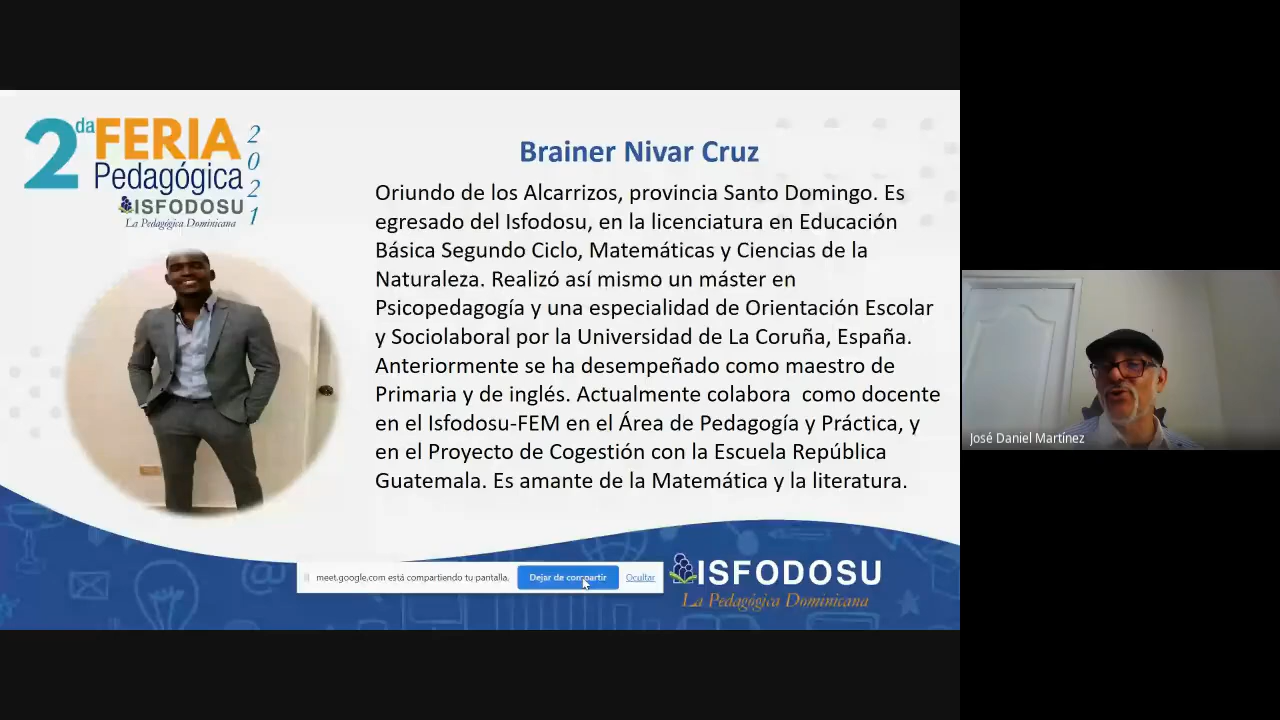 2da FERIA
Pedagógica
2021
ISFODOSU
La Pedagógica Dominicana
Brainer Nivar Cruz
Oriundo de los Alcarrizos, provincia Santo Domingo. Es
egresado del Isfodosu, en la licenciatura en Educación
Básica Segundo Ciclo, Matemáticas y Ciencias de la
Naturaleza. Realizó así mismo un máster en
Psicopedagogía y una especialidad de Orientación Escolar
y Sociolaboral por la Universidad de La Coruña, España.
Anteriormente se ha desempeñado como maestro de
Primaria y de inglés. Actualmente colabora  como docente
en el Isfodosu-FEM en el Área de Pedagogía y Práctica, y
en el Proyecto de Cogestión con la Escuela República
Guatemala. Es amante de la Matemática y la literatura.
José Daniel Martínez
meet.google.com está compartiendo tu pantalla.
Dejar de compartir
Ocultar
ISFODOSU
La Pedagógica Dominicana